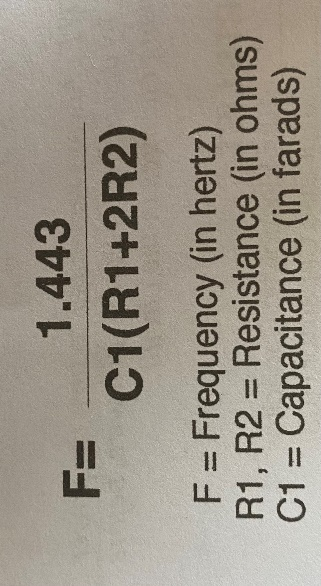 1.443
F=
C1(R1+2R2)
F = Frequency (in hertz)
R1, R2 = Resistance (in ohms)
C1 = Capacitance (in farads)